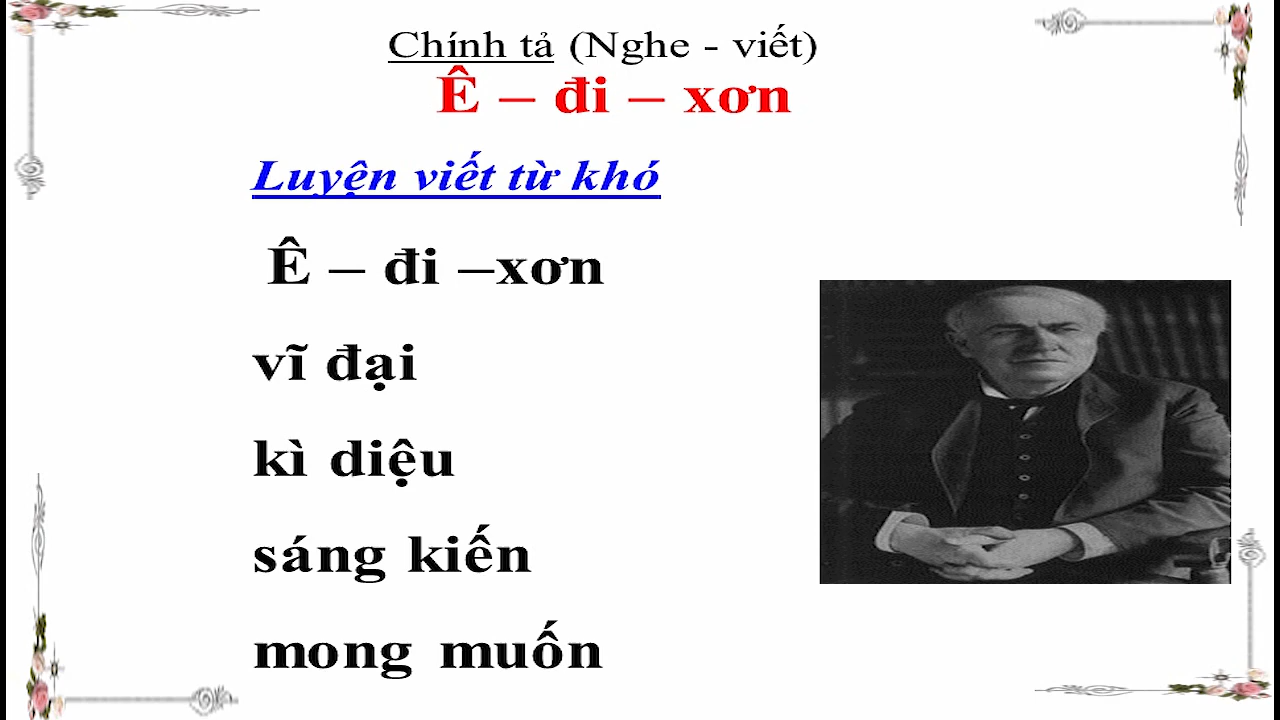 Chính tả (Nghe - viết)
Ê – đi – xơn
Luyện viết từ khó
Ê – đi –xơn
vĩ đại
kì diệu
sáng kiến
mong muốn